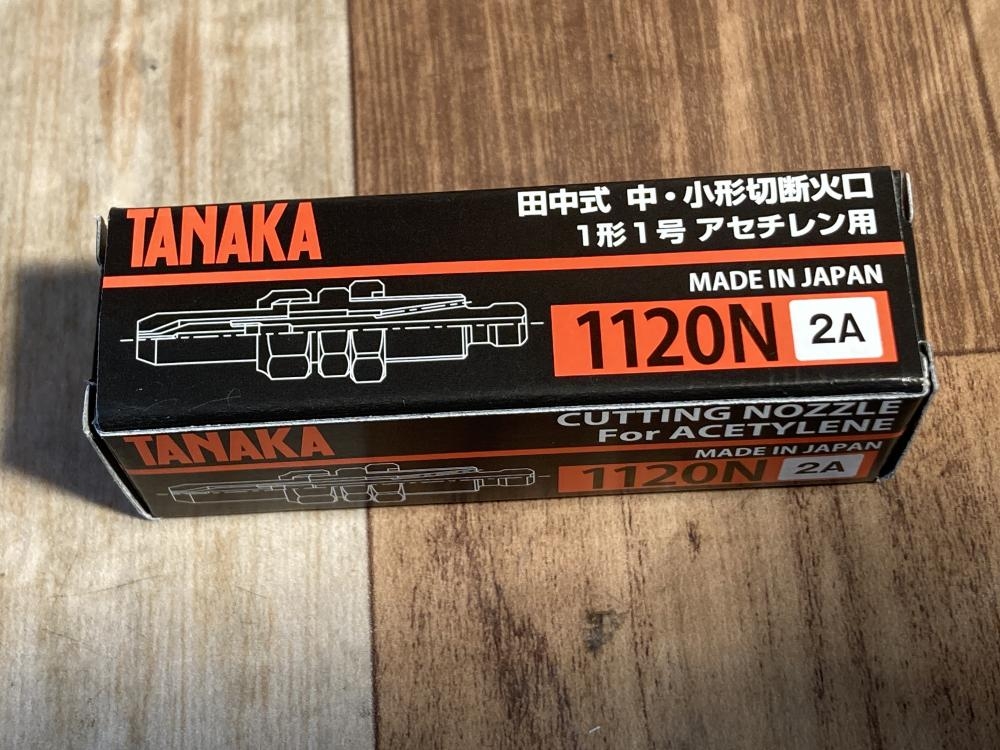 TANAKA
田中式 中・小形切断火口
1形1号 アセチレン用
MADE IN JAPAN
1120N 2A
TANAKA
CUTTING NOZZLE
For ACETYLENE
MADE IN JAPAN
1120N 2A